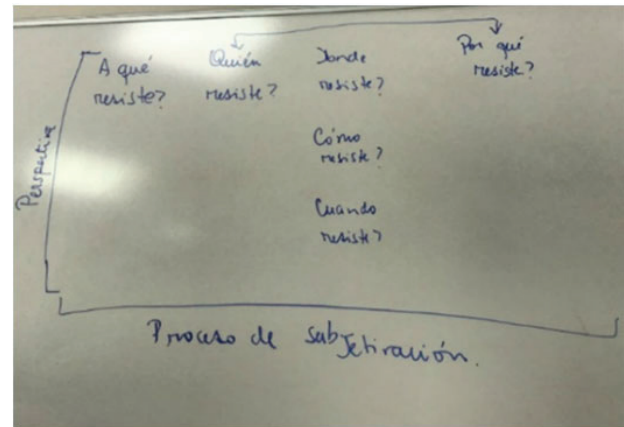 A qué
resiste?
Quién
resiste?
Donde
resiste?
Por qué
resiste?
Cómo
resiste?
Cuando
resiste?
Perspectiva
Proceso de subjetivación.